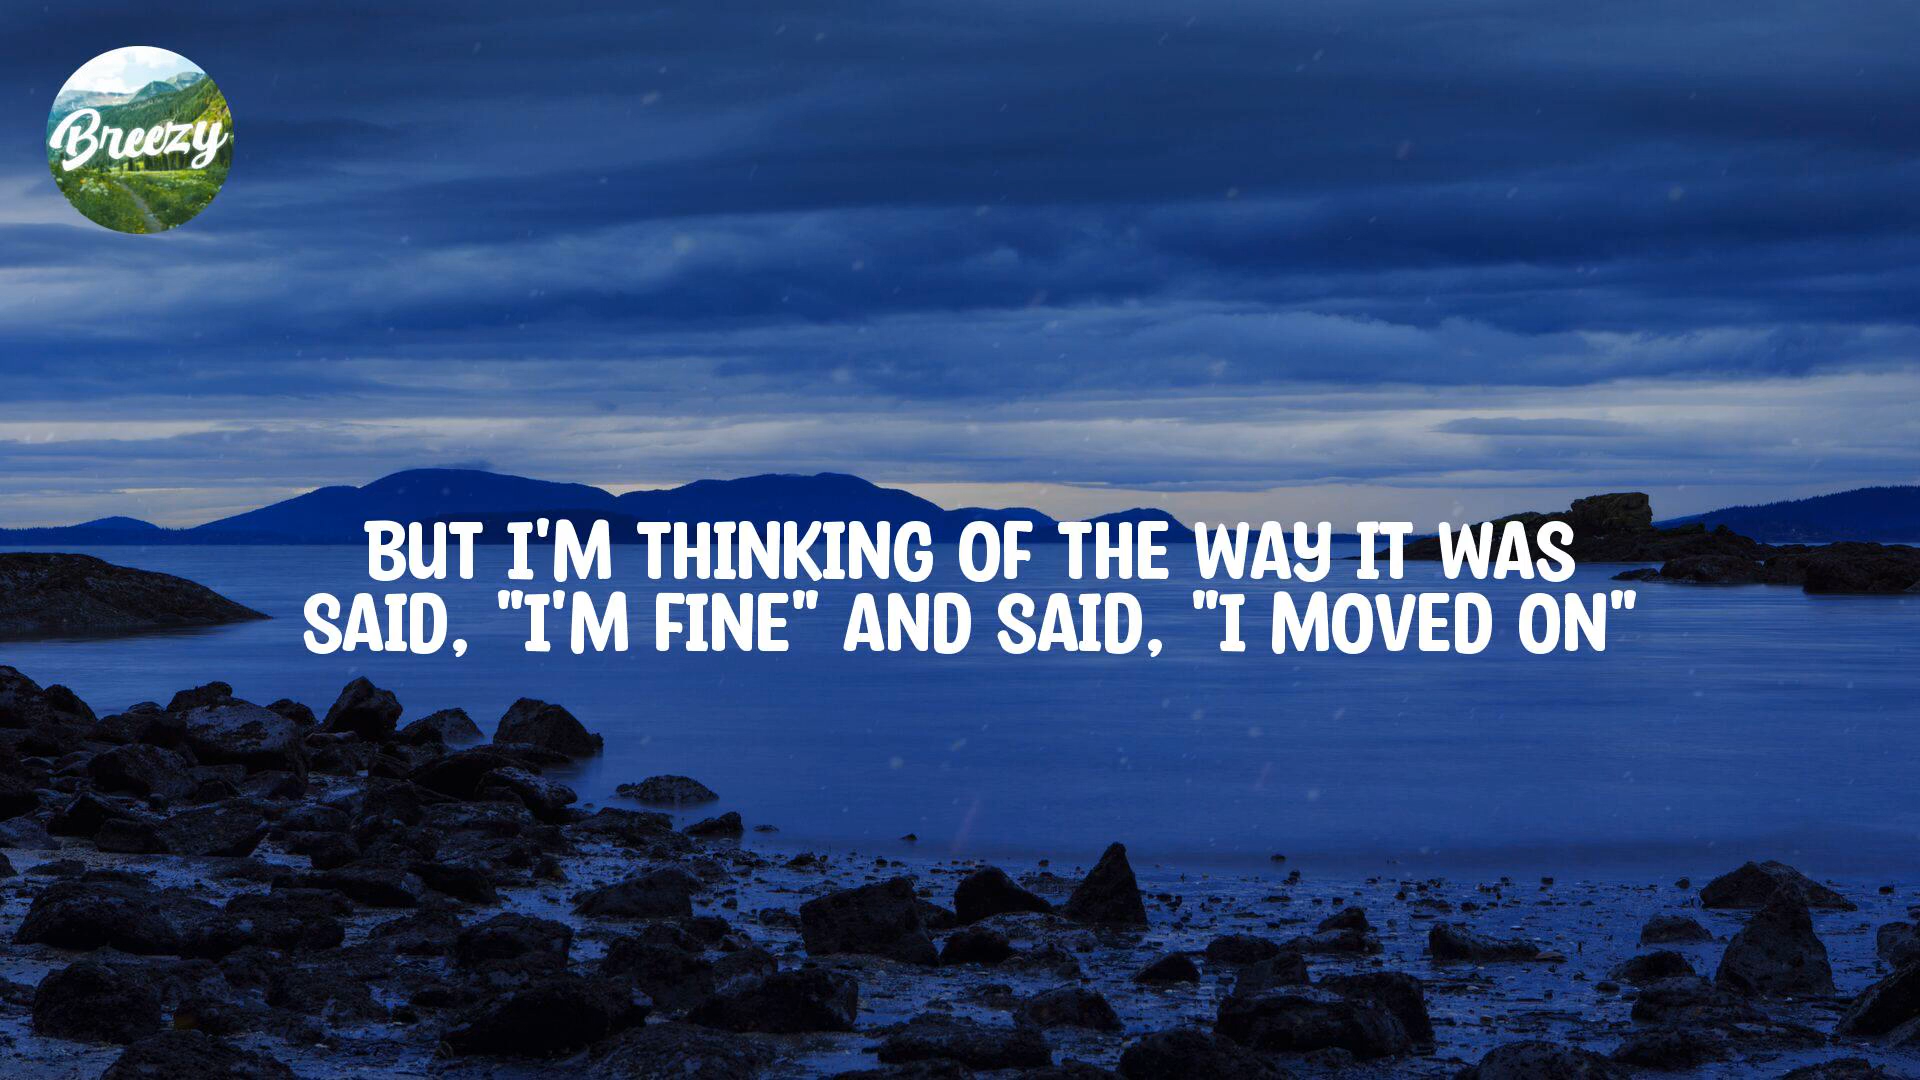 Breezy
BUT I'M THINKING OF THE WAY IT WAS
SAID, "I'M FINE" AND SAID, "I MOVED ON"